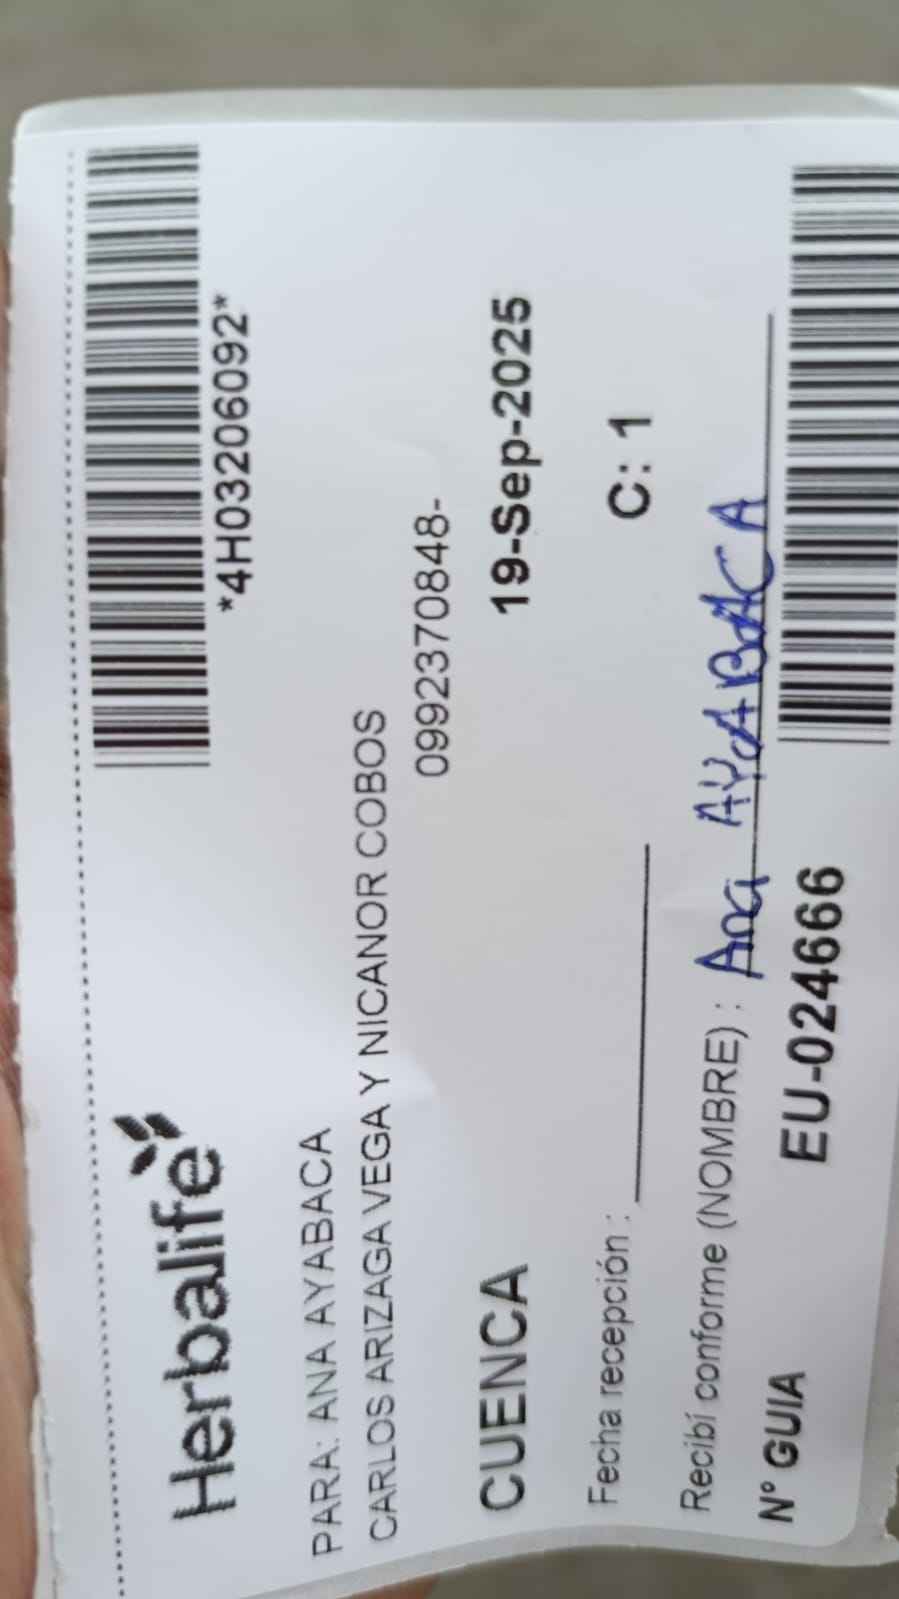 Herbalife
*4H03206092*
PARA: ANA AYABACA
CARLOS ARIZAGA VEGA Y NICANOR COBOS
0992370848-
CUENCA 19-Sep-2025
Fecha recepción : C: 1
Recibí conforme (NOMBRE) : Ana AYABACA
Nº GUIA EU-024666